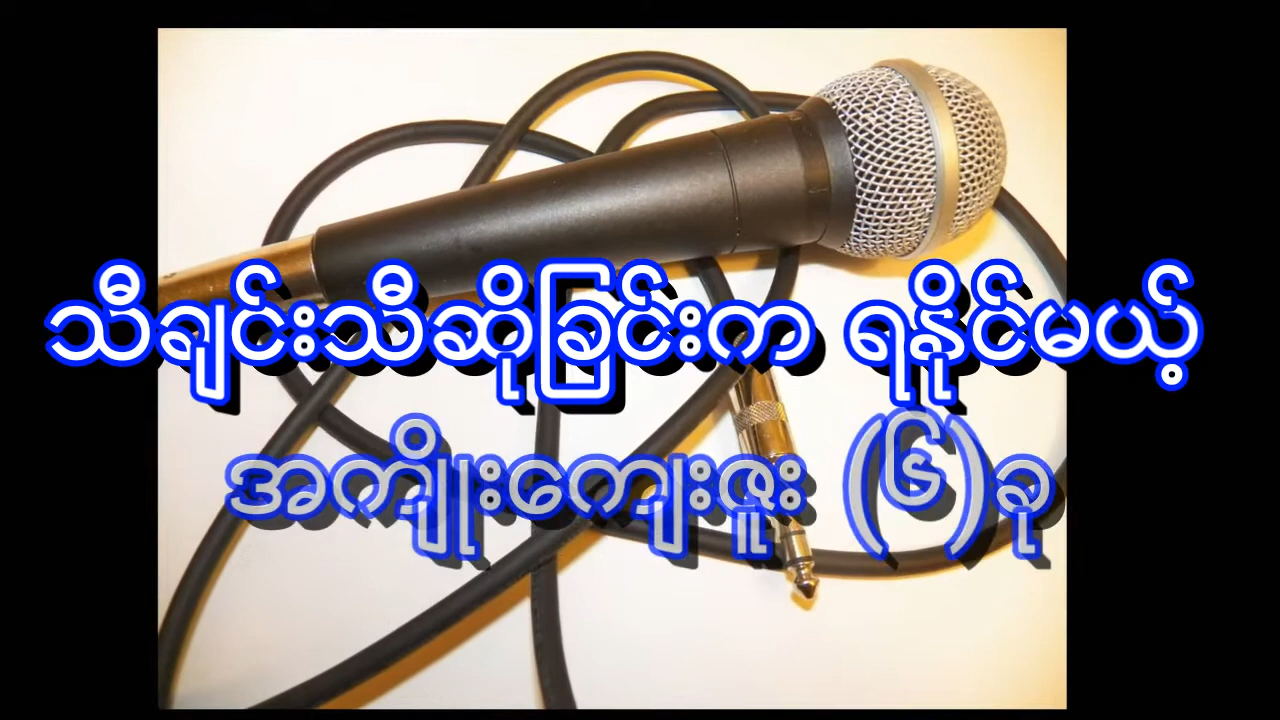 သီချင်းသီဆိုခြင်းက ရနိုင်မယ့်
အကျိုးကျေးဇူး (၆)ခု